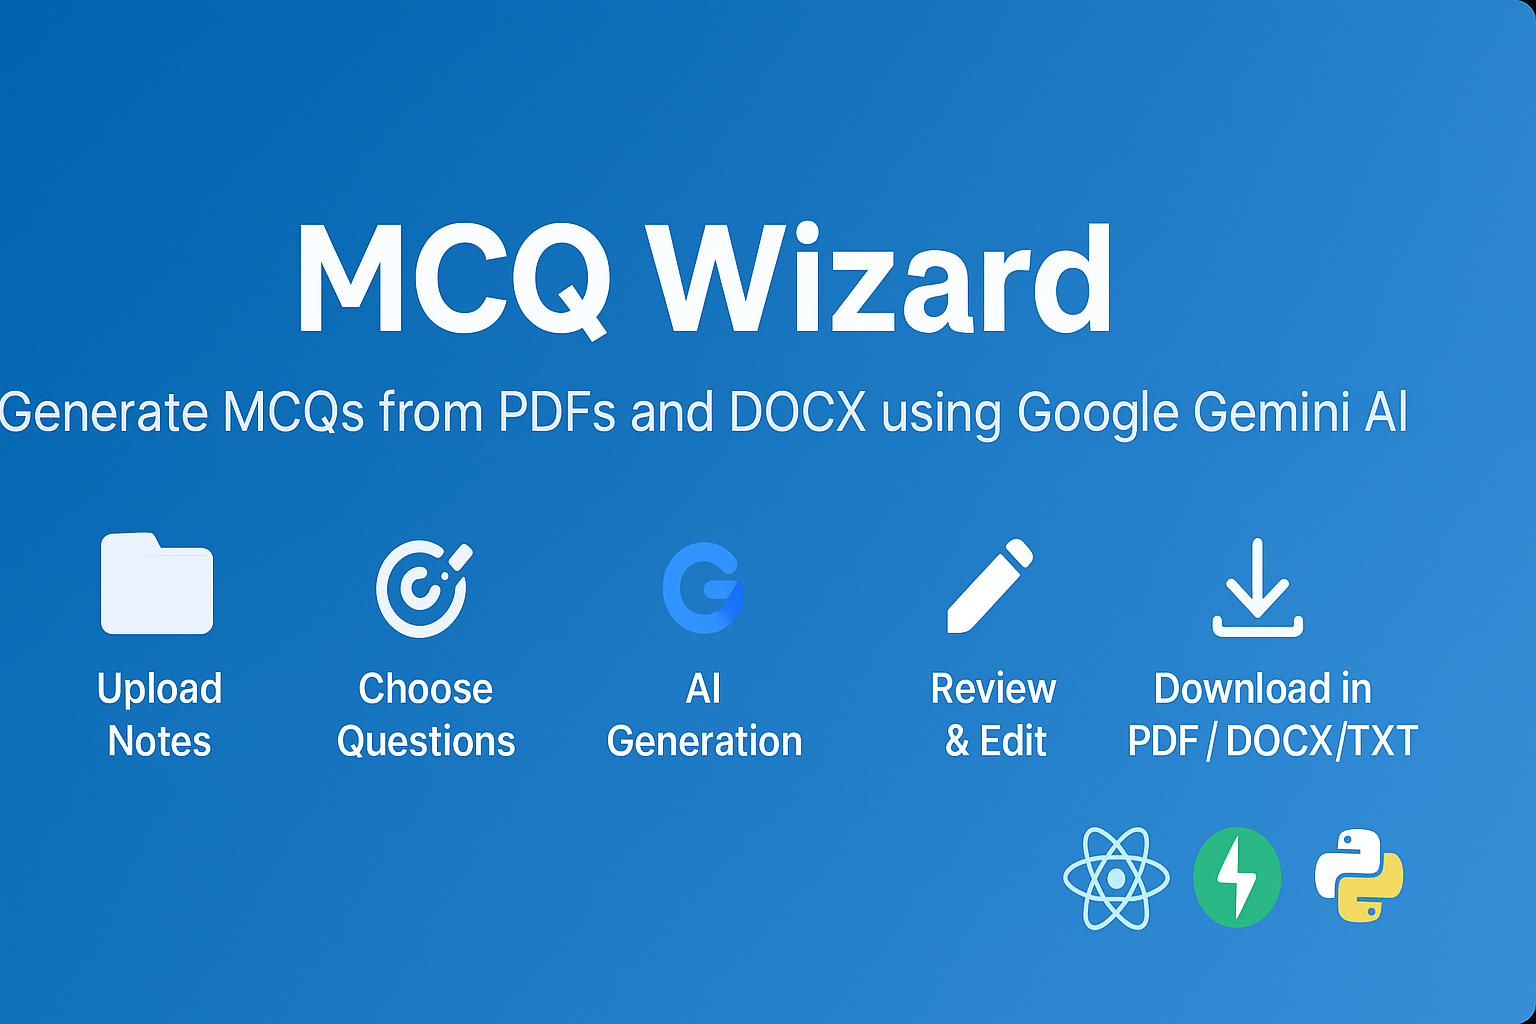 MCQ Wizard
Generate MCQs from PDFs and DOCX using Google Gemini AI
Upload
Notes
Choose
Questions
AI
Generation
Review
& Edit
Download in
PDF / DOCX/TXT